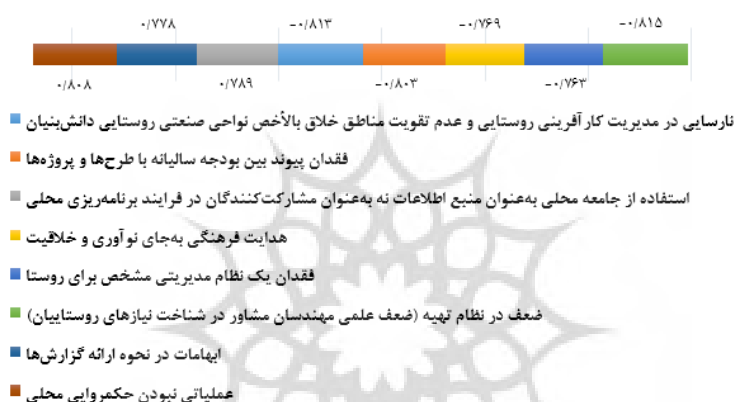 ۰/۷۷۸ -۰/۸۱۳ -۰/۷۶۹ -۰/۸۱۵
۰/۸۰۸ ۰/۷۸۹ -۰/۸۰۳ -۰/۷۶۳
نارسایی در مدیریت کارآفرینی روستایی و عدم تقویت مناطق خلاق بالأخص نواحی صنعتی روستایی دانش‌بنیان
فقدان پیوند بین بودجه سالیانه با طرح‌ها و پروژه‌ها
استفاده از جامعه محلی به‌عنوان منبع اطلاعات نه به‌عنوان مشارکت‌کنندگان در فرایند برنامه‌ریزی محلی
هدایت فرهنگی به‌جای نوآوری و خلاقیت
فقدان یک نظام مدیریتی مشخص برای روستا
ضعف در نظام تهیه (ضعف علمی مهندسان مشاور در شناخت نیازهای روستاییان)
ابهامات در نحوه ارائه گزارش‌ها
عملیاتی نبودن حکمروایی محلی